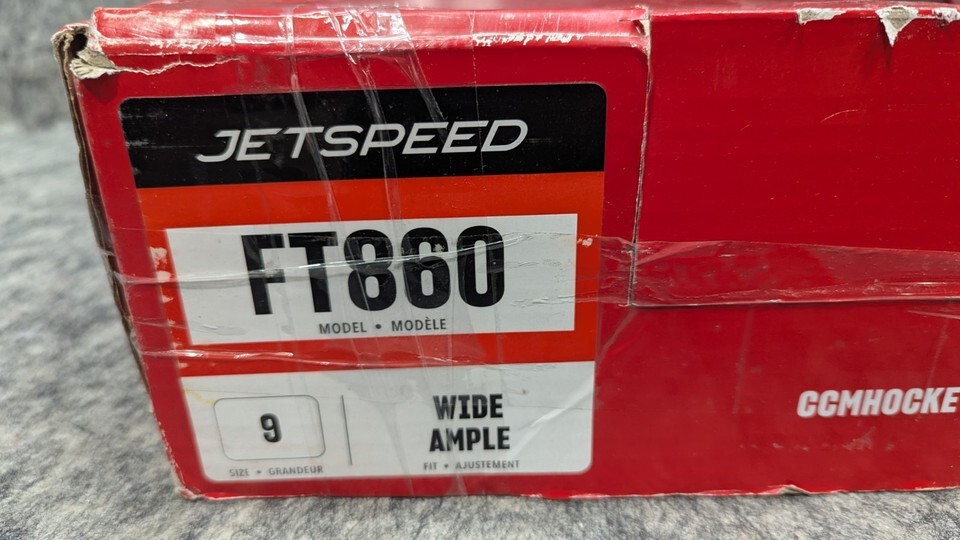 JETSPEED
FT860
MODEL • MODÈLE
9
SIZE • GRANDEUR
WIDE
AMPLE
FIT • AJUSTEMENT
CCMHOCKE